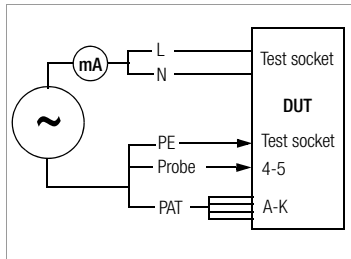 L
mA
N
Test socket
DUT
~
PE
Test socket
Probe
4-5
PAT
A-K